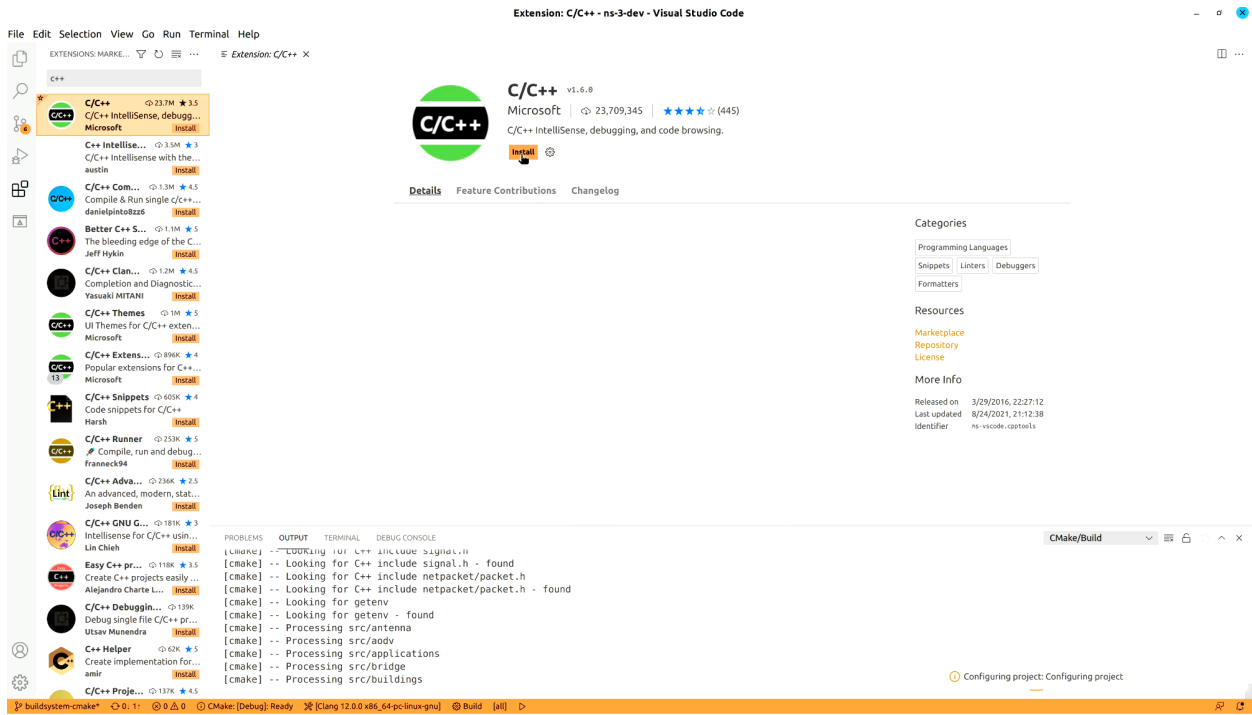 Extension: C/C++ - ns-3-dev - Visual Studio Code
File Edit Selection View Go Run Terminal Help
EXTENSIONS: MARKE...
Extension: C/C++
c++
C/C++ 23.7M 3.5
C/C++ IntelliSense, debugg...
Microsoft Install
C++ Intellise... 3.5M 3
C/C++ Intellisense with the...
austin Install
C/C++ Com... 1.3M 4.5
Compile & Run single c/c++...
danielpinto8zz6 Install
Better C++ S... 1.1M 5
The bleeding edge of the C...
Jeff Hykin Install
C/C++ Clan... 1.2M 4.5
Completion and Diagnostic...
Yasuaki MITANI Install
C/C++ Themes 1M 5
UI Themes for C/C++ exten...
Microsoft Install
C/C++ Extens... 896K 4
Popular extensions for C++...
13 Microsoft Install
C/C++ Snippets 605K 4
Code snippets for C/C++
Harsh Install
C/C++ Runner 253K 5
🚀 Compile, run and debug...
franneck94 Install
C/C++ Adva... 236K 2.5
An advanced, modern, stat...
Joseph Benden Install
C/C++ GNU G... 181K 3
Intellisense for C/C++ usin...
Lin Chieh Install
Easy C++ pr... 118K 3.5
Create C++ projects easily ...
Alejandro Charte L... Install
C/C++ Debuggin... 139K
Debug single file C/C++ pr...
Utsav Munendra Install
C++ Helper 62K 5
Create implementation for...
amir Install
C/C++ Proje... 137K 4.5
C/C++
C/C++ v1.6.0
Microsoft 23,709,345 (445)
C/C++ IntelliSense, debugging, and code browsing.
Install
Details Feature Contributions Changelog
Categories
Programming Languages
Snippets Linters Debuggers
Formatters
Resources
Marketplace
Repository
License
More Info
Released on 3/29/2016, 22:27:12
Last updated 8/24/2021, 21:12:38
Identifier ms-vscode.cpptools
PROBLEMS OUTPUT TERMINAL DEBUG CONSOLE CMake/Build
[cmake] -- Looking for C++ include signal.h
[cmake] -- Looking for C++ include signal.h - found
[cmake] -- Looking for C++ include netpacket/packet.h
[cmake] -- Looking for C++ include netpacket/packet.h - found
[cmake] -- Looking for getenv
[cmake] -- Looking for getenv - found
[cmake] -- Processing src/antenna
[cmake] -- Processing src/aodv
[cmake] -- Processing src/applications
[cmake] -- Processing src/bridge
[cmake] -- Processing src/buildings
Configuring project: Configuring project
buildsystem-cmake* 0↓ 1↑ 0 0 CMake: [Debug]: Ready [Clang 12.0.0 x86_64-pc-linux-gnu] Build [all]